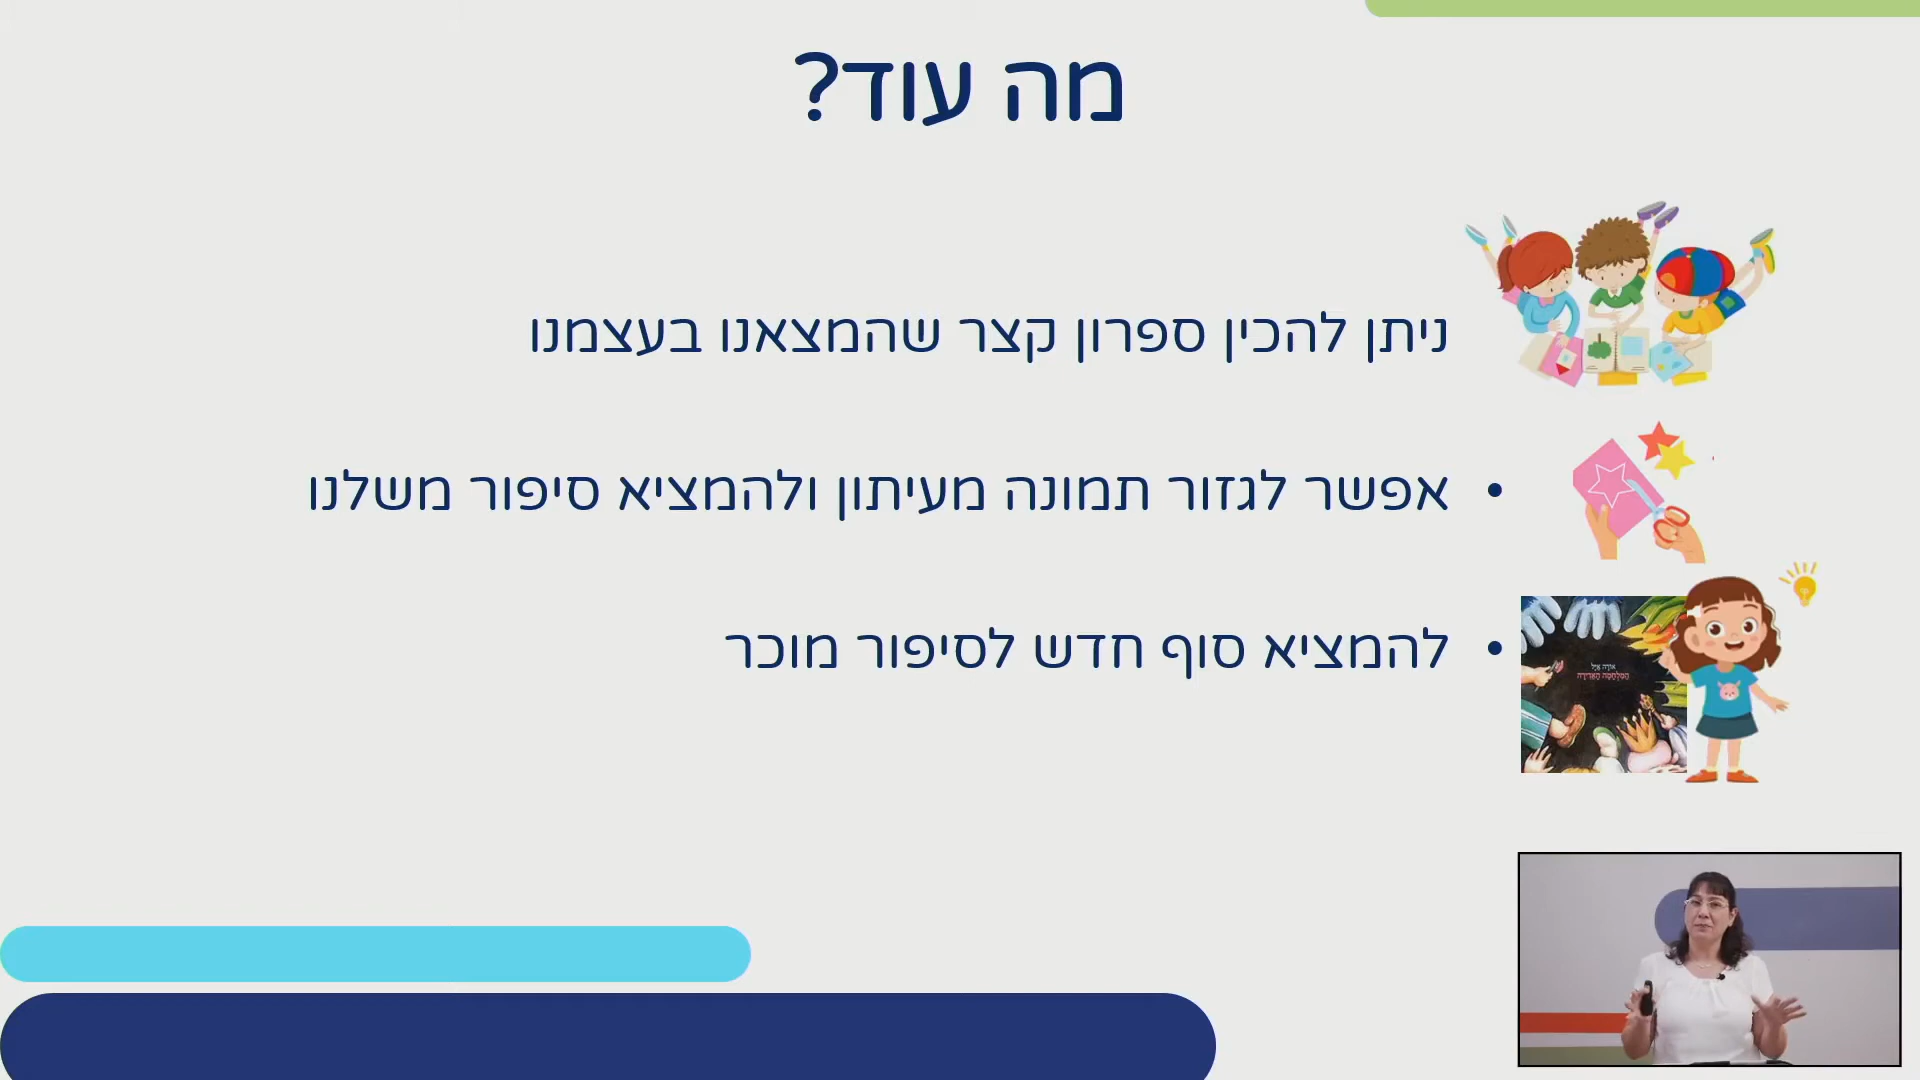 מה עוד?
ניתן להכין ספרון קצר שהמצאנו בעצמנו
• אפשר לגזור תמונה מעיתון ולהמציא סיפור משלנו
• להמציא סוף חדש לסיפור מוכר